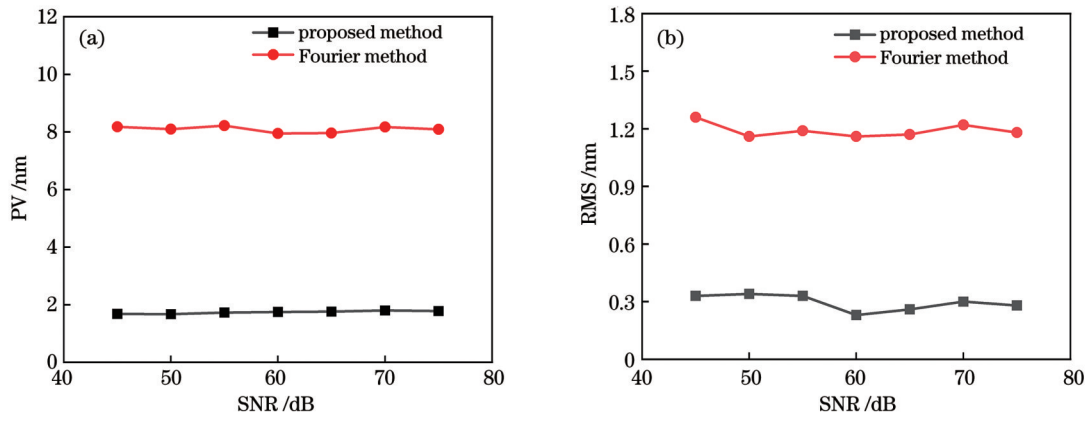 (a)
proposed method
Fourier method
12
10
8
6
4
2
0
PV /nm
40
50
60
70
80
SNR /dB
(b)
proposed method
Fourier method
1.8
1.5
1.2
0.9
0.6
0.3
0
RMS /nm
40
50
60
70
80
SNR /dB